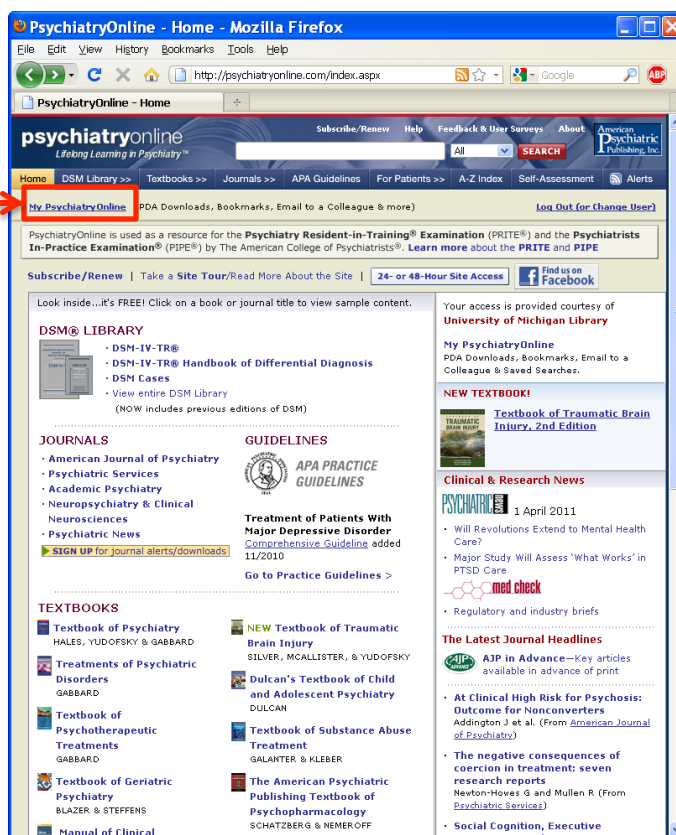 PsychiatryOnline - Home - Mozilla Firefox
File Edit View History Bookmarks Tools Help
http://psychiatryonline.com/index.aspx
Google
ABP
PsychiatryOnline - Home
psychiatryonline
Lifelong Learning in Psychiatry™
Subscribe/Renew Help Feedback & User Surveys About
All SEARCH
American Psychiatric Publishing, Inc.
Home DSM Library >> Textbooks >> Journals >> APA Guidelines For Patients >> A-Z Index Self-Assessment Alerts
My PsychiatryOnline PDA Downloads, Bookmarks, Email to a Colleague & more)
Log Out (or Change User)
PsychiatryOnline is used as a resource for the Psychiatry Resident-in-Training® Examination (PRITE®) and the Psychiatrists
In-Practice Examination® (PIPE®) by The American College of Psychiatrists®. Learn more about the PRITE and PIPE
Subscribe/Renew | Take a Site Tour/Read More About the Site | 24- or 48-Hour Site Access
Find us on
Facebook
Look inside...it's FREE! Click on a book or journal title to view sample content.
DSM® LIBRARY
· DSM-IV-TR®
· DSM-IV-TR® Handbook of Differential Diagnosis
· DSM Cases
· View entire DSM Library
(NOW includes previous editions of DSM)
JOURNALS
· American Journal of Psychiatry
· Psychiatric Services
· Academic Psychiatry
· Neuropsychiatry & Clinical
Neurosciences
· Psychiatric News
SIGN UP for journal alerts/downloads
GUIDELINES
APA PRACTICE
GUIDELINES
Treatment of Patients With
Major Depressive Disorder
Comprehensive Guideline added
11/2010
Go to Practice Guidelines >
TEXTBOOKS
Textbook of Psychiatry
HALES, YUDOFSKY & GABBARD
Treatments of Psychiatric
Disorders
GABBARD
Textbook of
Psychotherapeutic
Treatments
GABBARD
Textbook of Geriatric
Psychiatry
BLAZER & STEFFENS
Manual of Clinical
NEW Textbook of Traumatic
Brain Injury
SILVER, MCALLISTER, & YUDOFSKY
Dulcan's Textbook of Child
and Adolescent Psychiatry
DULCAN
Textbook of Substance Abuse
Treatment
GALANTER & KLEBER
The American Psychiatric
Publishing Textbook of
Psychopharmacology
SCHATZBERG & NEMEROFF
Your access is provided courtesy of
University of Michigan Library
My PsychiatryOnline
PDA Downloads, Bookmarks, Email to a
Colleague & Saved Searches.
NEW TEXTBOOK!
TRAUMATIC
BRAIN INJURY
Textbook of Traumatic Brain
Injury, 2nd Edition
Clinical & Research News
PSYCHIATRIC news
1 April 2011
· Will Revolutions Extend to Mental Health
Care?
· Major Study Will Assess `What Works' in
PTSD Care
med check
· Regulatory and industry briefs
The Latest Journal Headlines
AJP
ADVANCE
AJP in Advance—Key articles
available in advance of print
· At Clinical High Risk for Psychosis:
Outcome for Nonconverters
Addington J et al. (From American Journal
of Psychiatry)
· The negative consequences of
coercion in treatment: seven
research reports
Newton-Hoves G and Mullen R (From
Psychiatric Services)
· Social Cognition, Executive